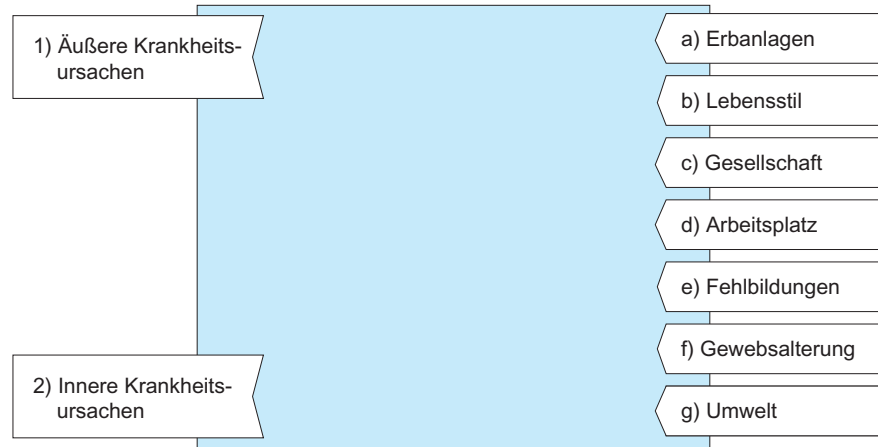 1) Äußere Krankheits-
ursachen
2) Innere Krankheits-
ursachen
a) Erbanlagen
b) Lebensstil
c) Gesellschaft
d) Arbeitsplatz
e) Fehlbildungen
f) Gewebsalterung
g) Umwelt